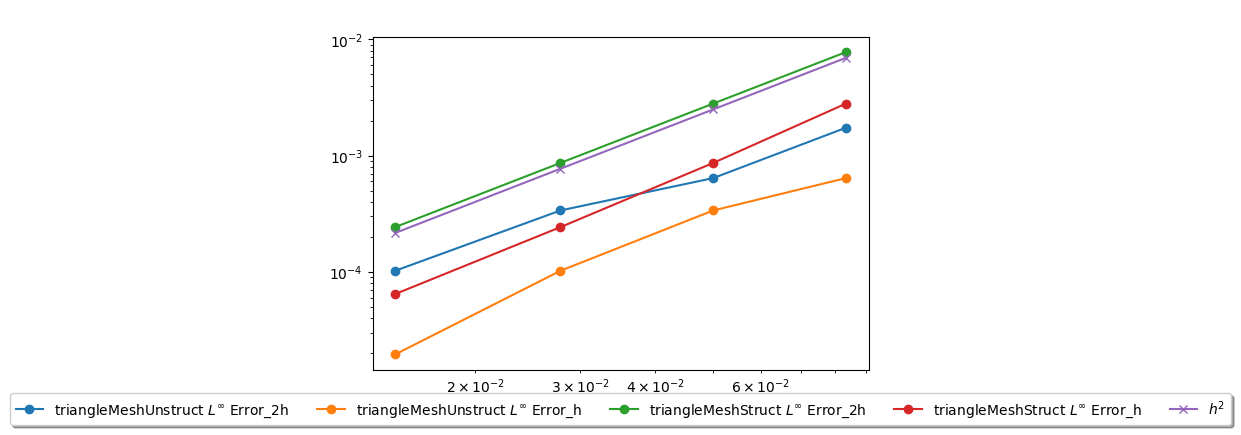 10⁻²
10⁻³
10⁻⁴
2 × 10⁻² 3 × 10⁻² 4 × 10⁻² 6 × 10⁻²
triangleMeshUnstruct L^∞ Error_2h triangleMeshUnstruct L^∞ Error_h triangleMeshStruct L^∞ Error_2h triangleMeshStruct L^∞ Error_h h²